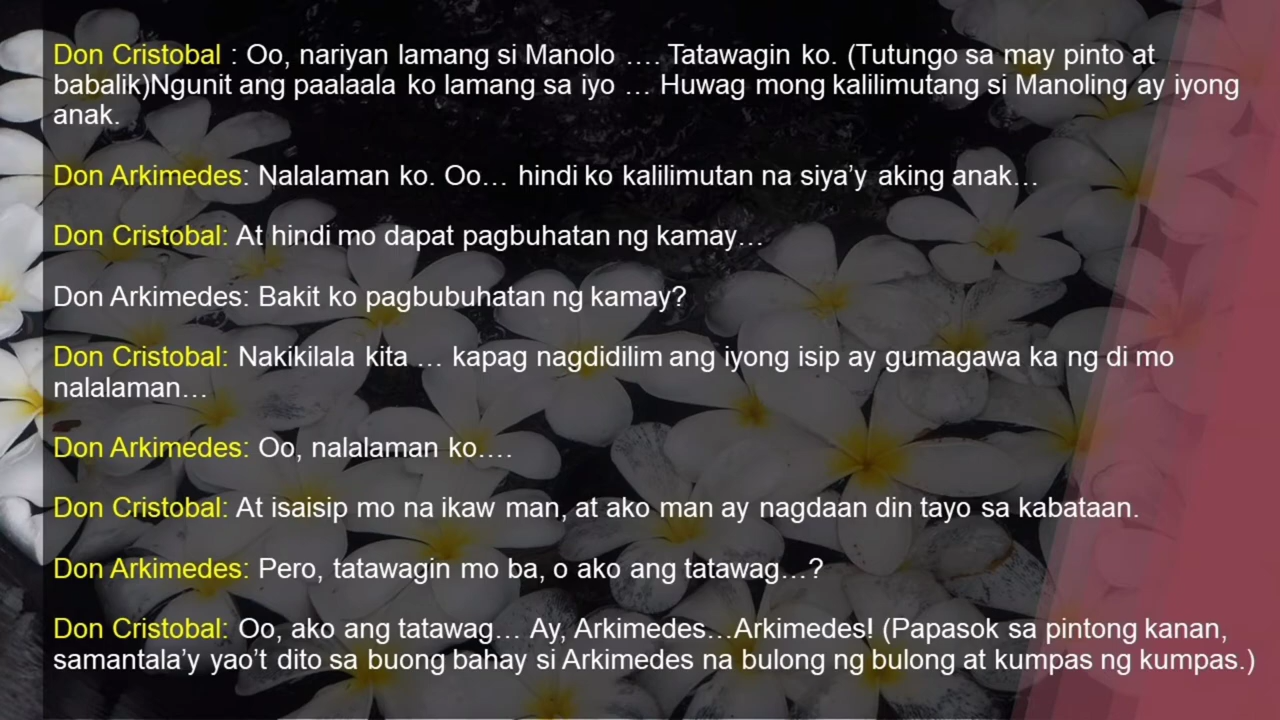 Don Cristobal : Oo, nariyan lamang si Manolo …. Tatawagin ko. (Tutungo sa may pinto at
babalik)Ngunit ang paalaala ko lamang sa iyo … Huwag mong kalilimutang si Manoling ay iyong
anak.
Don Arkimedes: Nalalaman ko. Oo… hindi ko kalilimutan na siya’y aking anak…
Don Cristobal: At hindi mo dapat pagbuhatan ng kamay…
Don Arkimedes: Bakit ko pagbubuhatan ng kamay?
Don Cristobal: Nakikilala kita … kapag nagdidilim ang iyong isip ay gumagawa ka ng di mo
nalalaman…
Don Arkimedes: Oo, nalalaman ko….
Don Cristobal: At isaisip mo na ikaw man, at ako man ay nagdaan din tayo sa kabataan.
Don Arkimedes: Pero, tatawagin mo ba, o ako ang tatawag…?
Don Cristobal: Oo, ako ang tatawag… Ay, Arkimedes…Arkimedes! (Papasok sa pintong kanan,
samantala’y yao’t dito sa buong bahay si Arkimedes na bulong ng bulong at kumpas ng kumpas.)